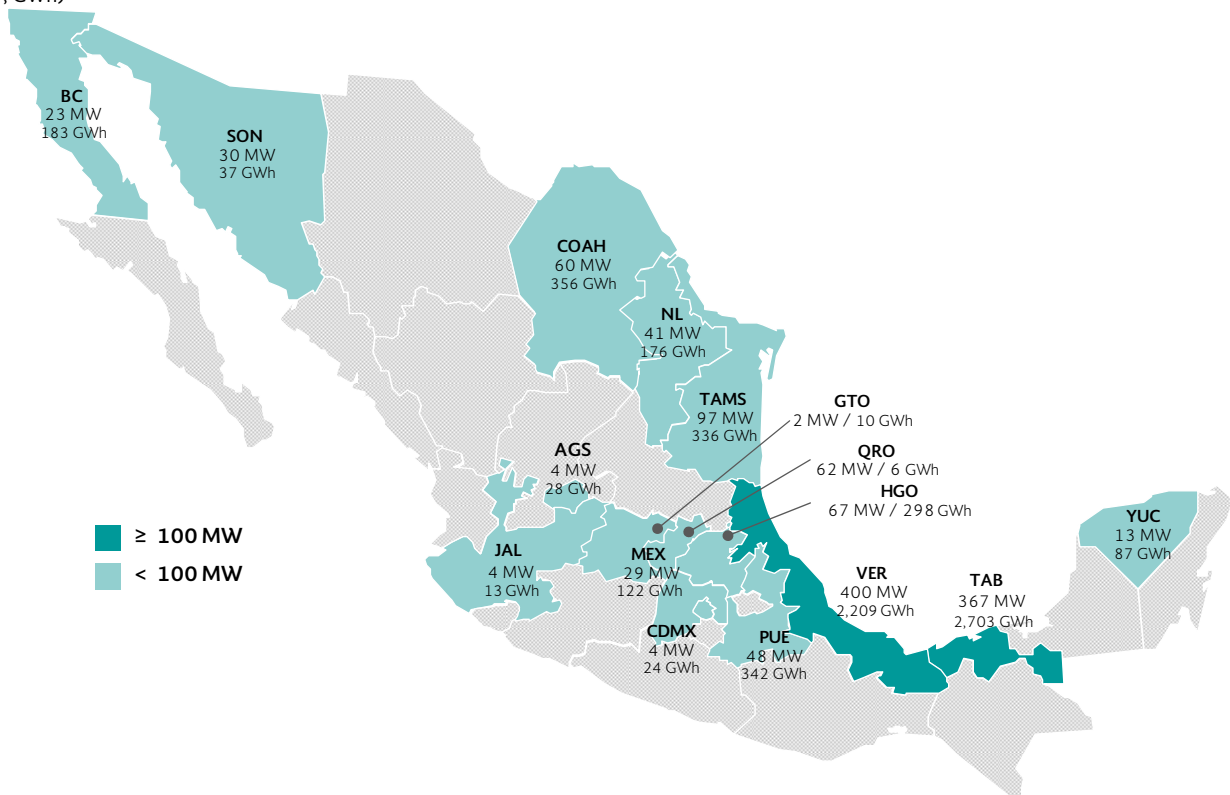 , GWh)
BC
23 MW
183 GWh
SON
30 MW
37 GWh
COAH
60 MW
356 GWh
NL
41 MW
176 GWh
TAMS
97 MW
336 GWh
GTO
2 MW / 10 GWh
QRO
62 MW / 6 GWh
HGO
67 MW / 298 GWh
AGS
4 MW
28 GWh
YUC
13 MW
87 GWh
≥ 100 MW
< 100 MW
JAL
4 MW
13 GWh
MEX
29 MW
122 GWh
VER
400 MW
2,209 GWh
TAB
367 MW
2,703 GWh
CDMX
4 MW
24 GWh
PUE
48 MW
342 GWh